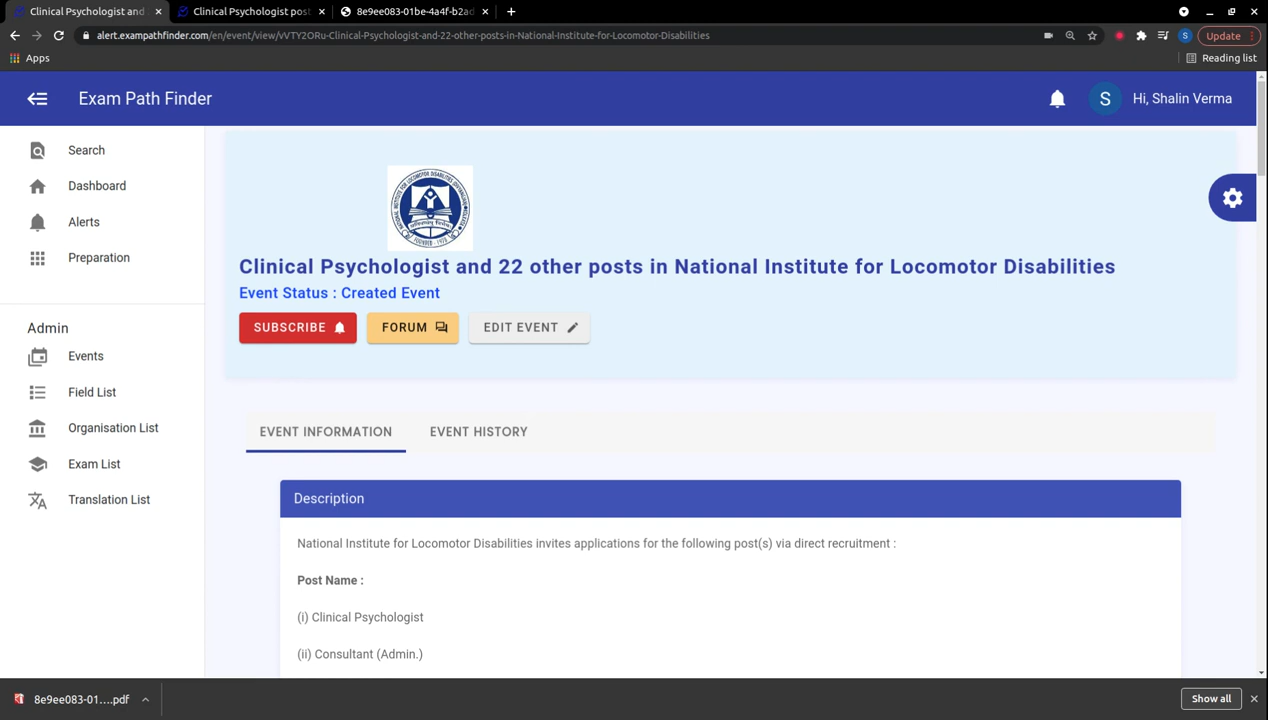 Clinical Psychologist and
Clinical Psychologist post
8e9ee083-01be-4a4f-b2ad
alert.exampathfinder.com/en/event/view/vVTY2ORu-Clinical-Psychologist-and-22-other-posts-in-National-Institute-for-Locomotor-Disabilities
S
Update
Apps
Reading list
Exam Path Finder
S
Hi, Shalin Verma
Search
Dashboard
Alerts
Preparation
Admin
Events
Field List
Organisation List
Exam List
Translation List
Clinical Psychologist and 22 other posts in National Institute for Locomotor Disabilities
Event Status : Created Event
SUBSCRIBE
FORUM
EDIT EVENT
EVENT INFORMATION
EVENT HISTORY
Description
National Institute for Locomotor Disabilities invites applications for the following post(s) via direct recruitment :
Post Name :
(i) Clinical Psychologist
(ii) Consultant (Admin.)
8e9ee083-01....pdf
Show all